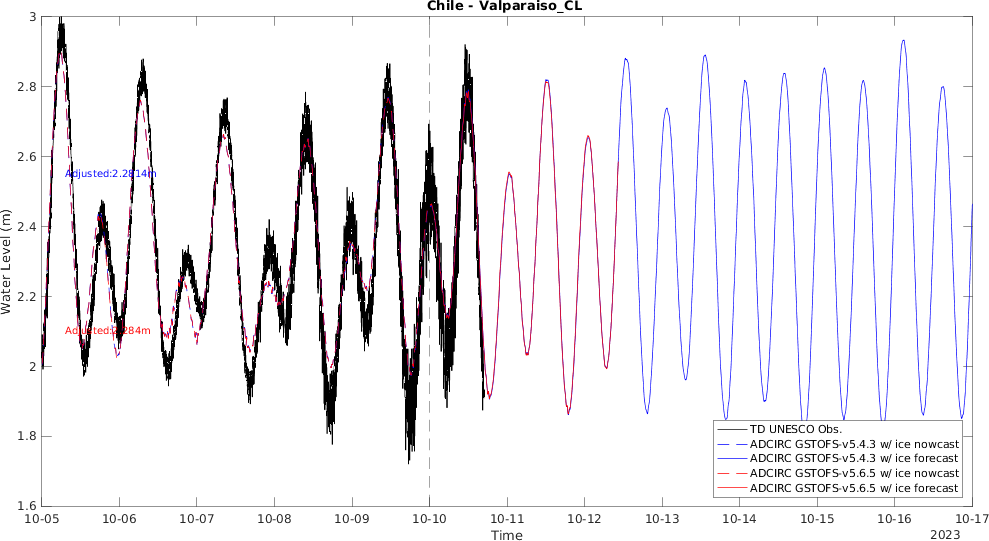 Chile - Valparaiso_CL
3
2.8
2.6
2.4
2.2
2
1.8
1.6
Water Level (m)
Adjusted:2.2814m
Adjusted:2.284m
TD UNESCO Obs.
ADCIRC GSTOFS-v5.4.3 w/ ice nowcast
ADCIRC GSTOFS-v5.4.3 w/ ice forecast
ADCIRC GSTOFS-v5.6.5 w/ ice nowcast
ADCIRC GSTOFS-v5.6.5 w/ ice forecast
10-05 10-06 10-07 10-08 10-09 10-10 10-11 10-12 10-13 10-14 10-15 10-16 10-17
Time
2023